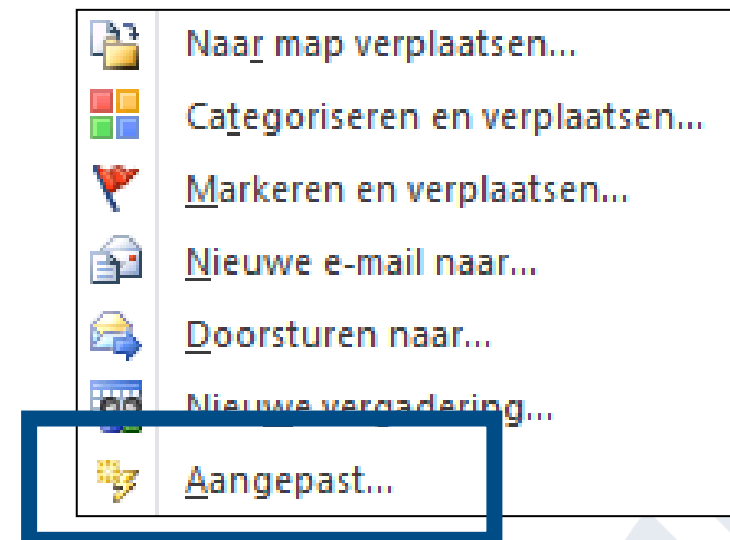 Naar map verplaatsen...
Categoriseren en verplaatsen...
Markeren en verplaatsen...
Nieuwe e-mail naar...
Doorsturen naar...
Nieuwe vergadering...
Aangepast...